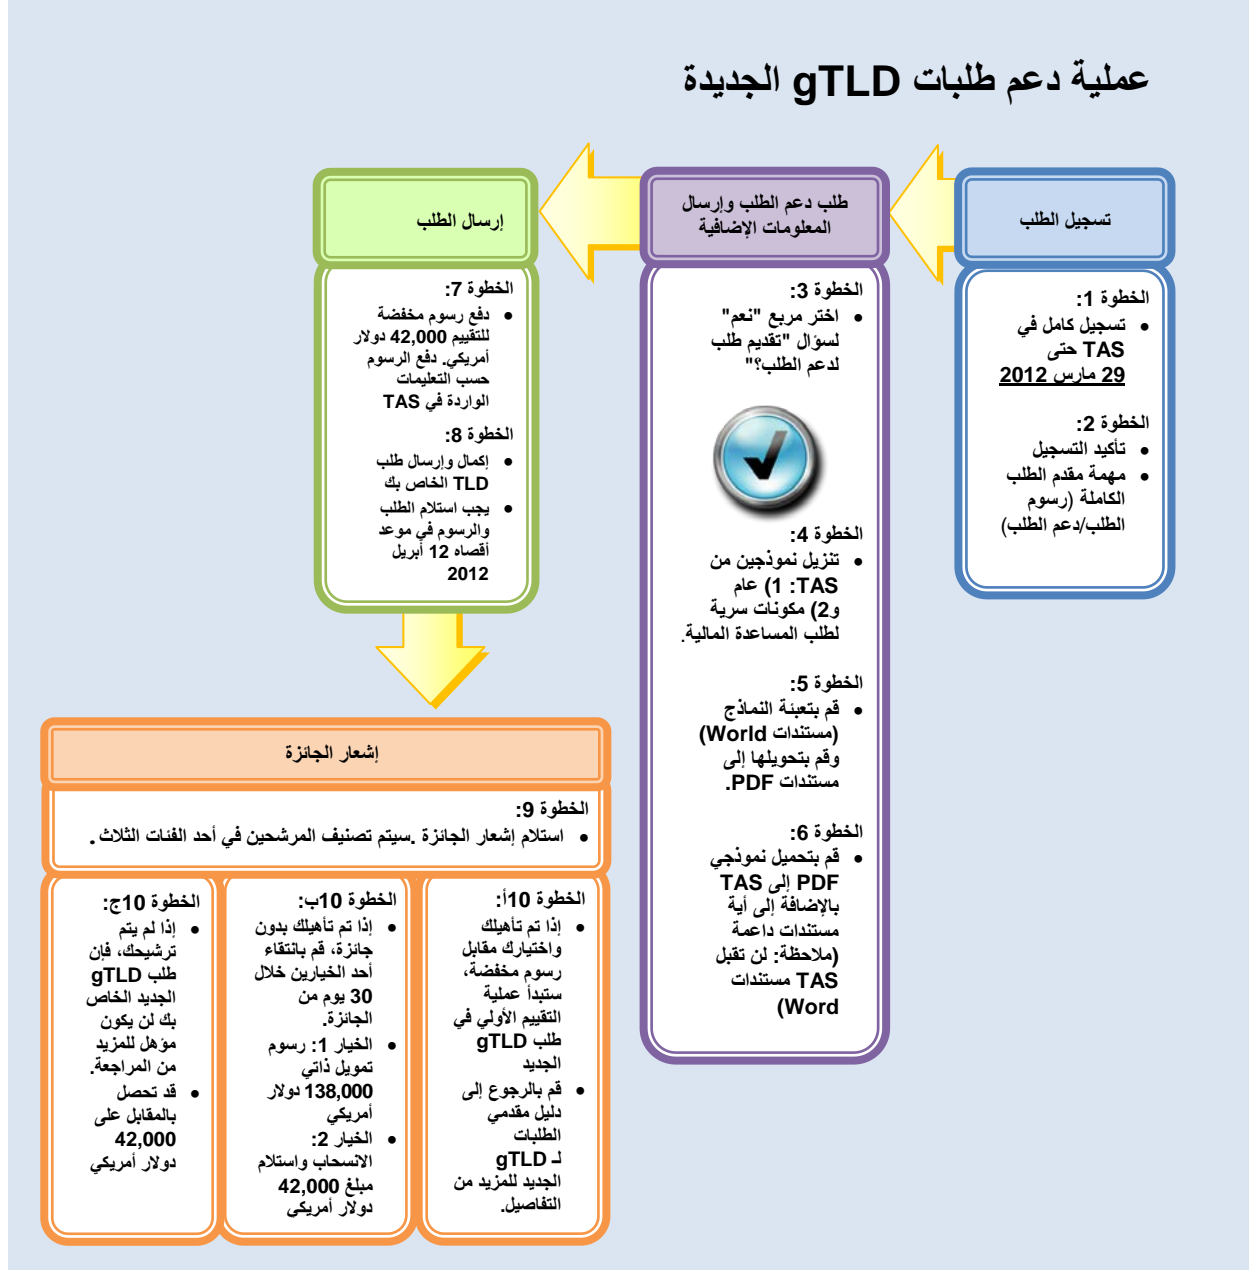 عملية دعم طلبات gTLD الجديدة
تسجيل الطلب
الخطوة 1:
• تسجيل كامل في
TAS حتى
29 مارس 2012
الخطوة 2:
• تأكيد التسجيل
• مهمة مقدم الطلب
الكاملة (رسوم
الطلب/دعم الطلب)
طلب دعم الطلب وإرسال
المعلومات الإضافية
الخطوة 3:
• اختر مربع "نعم"
لسؤال "تقديم طلب
لدعم الطلب؟"
الخطوة 4:
• تنزيل نموذجين من
TAS: 1) عام
و2) مكونات سرية
لطلب المساعدة المالية.
الخطوة 5:
• قم بتعبئة النماذج
(مستندات World)
وقم بتحويلها إلى
مستندات PDF.
الخطوة 6:
• قم بتحميل نموذجي
PDF إلى TAS
بالإضافة إلى أية
مستندات داعمة
(ملاحظة: لن تقبل
TAS مستندات
Word)
إرسال الطلب
الخطوة 7:
• دفع رسوم مخفضة
للتقييم 42,000 دولار
أمريكي. دفع الرسوم
حسب التعليمات
الواردة في TAS
الخطوة 8:
• إكمال وإرسال طلب
TLD الخاص بك
• يجب استلام الطلب
والرسوم في موعد
أقصاه 12 أبريل
2012
إشعار الجائزة
الخطوة 9:
• استلام إشعار الجائزة .سيتم تصنيف المرشحين في أحد الفئات الثلاث.
الخطوة 10أ:
• إذا تم تأهيلك
واختيارك مقابل
رسوم مخفضة،
ستبدأ عملية
التقييم الأولي في
طلب gTLD
الجديد
• قم بالرجوع إلى
دليل مقدمي
الطلبات
لـ gTLD
الجديد للمزيد من
التفاصيل.
الخطوة 10ب:
• إذا تم تأهيلك بدون
جائزة، قم بانتقاء
أحد الخيارين خلال
30 يوم من
الجائزة.
• الخيار 1: رسوم
تمويل ذاتي
138,000 دولار
أمريكي
• الخيار 2:
الانسحاب واستلام
مبلغ 42,000
دولار أمريكي
الخطوة 10ج:
• إذا لم يتم
ترشيحك، فإن
طلب gTLD
الجديد الخاص
بك لن يكون
مؤهل للمزيد
من المراجعة.
• قد تحصل
بالمقابل على
42,000
دولار أمريكي